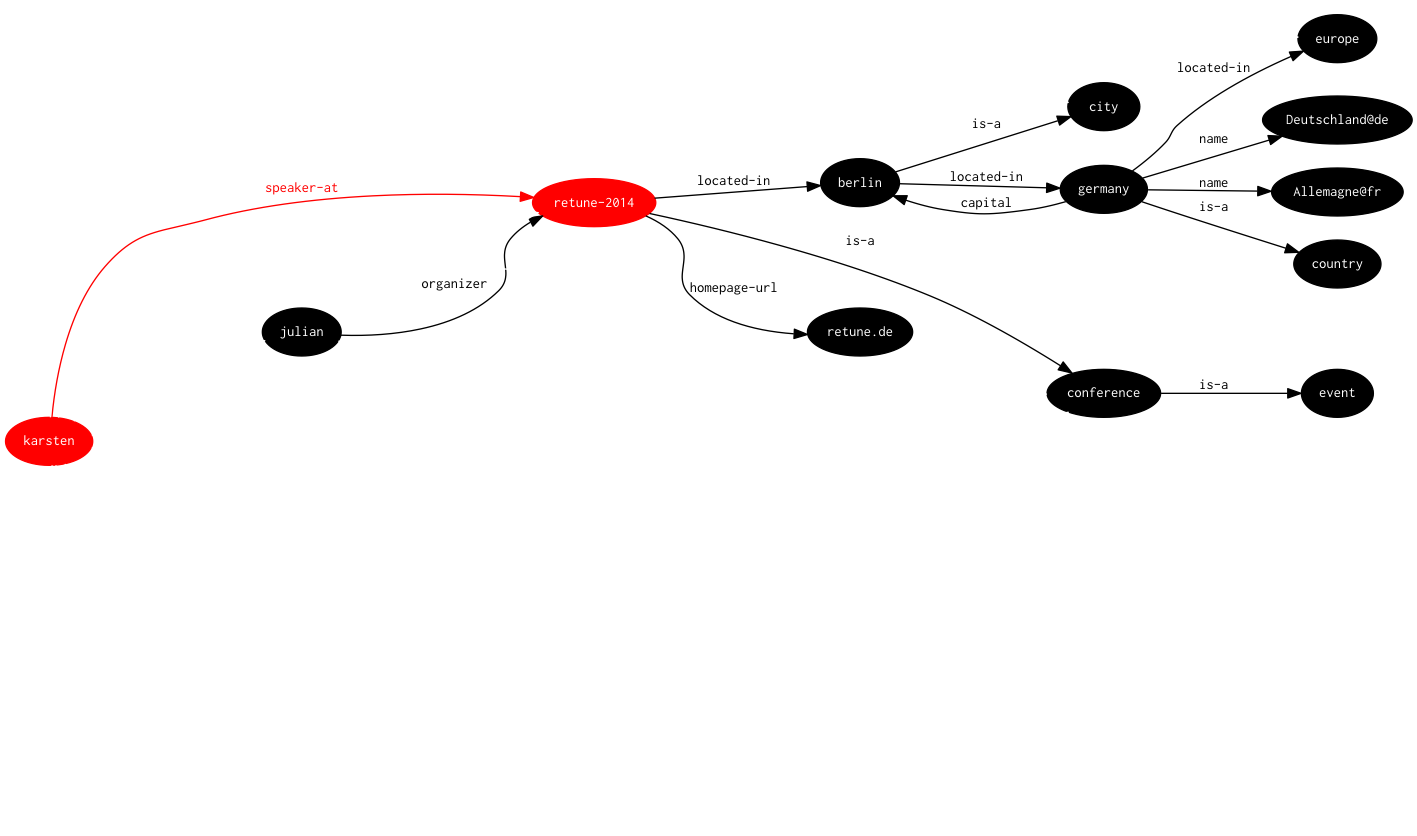 europe
located-in
city
Deutschland@de
is-a
name
located-in
berlin
located-in
germany
name
Allemagne@fr
speaker-at
retune-2014
capital
is-a
is-a
country
organizer
homepage-url
julian
retune.de
is-a
conference
event
karsten